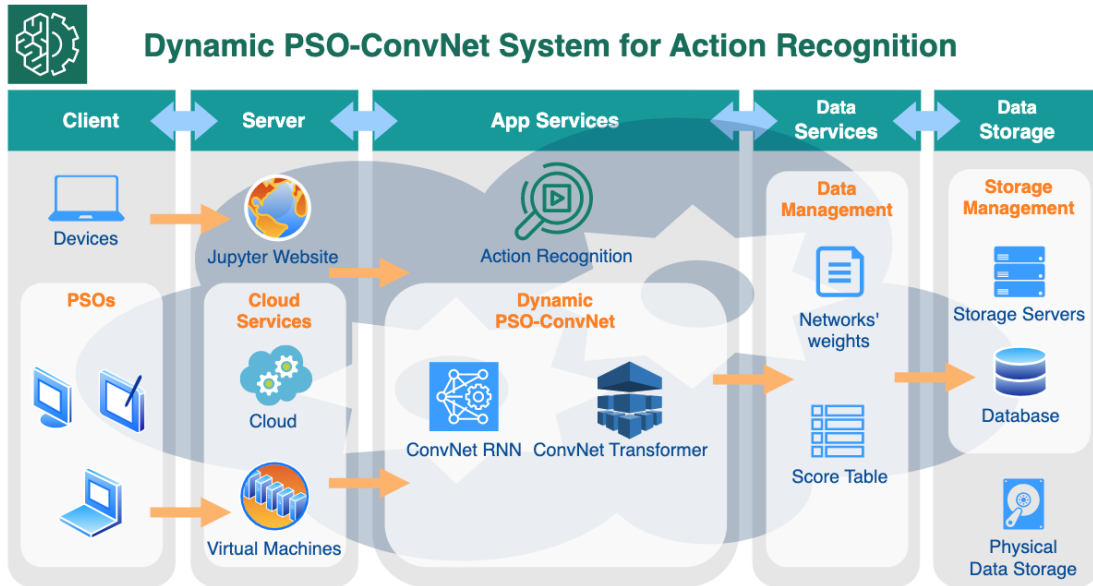 Dynamic PSO-ConvNet System for Action Recognition
Client
Server
App Services
Data
Services
Data
Storage
Devices
PSOs
Jupyter Website
Cloud
Services
Cloud
Virtual Machines
Action Recognition
Dynamic
PSO-ConvNet
ConvNet RNN
ConvNet Transformer
Data
Management
Networks'
weights
Score Table
Storage
Management
Storage Servers
Database
Physical
Data Storage